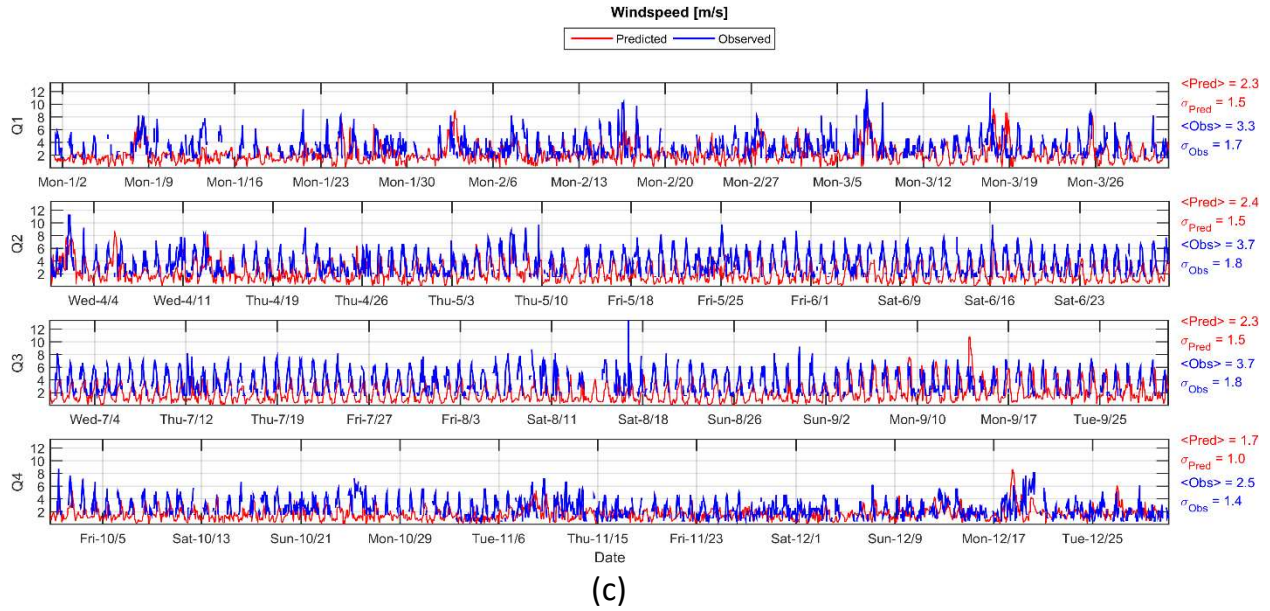 Windspeed [m/s]
Predicted Observed
Q1
12
10
8
6
4
2
Mon-1/2 Mon-1/9 Mon-1/16 Mon-1/23 Mon-1/30 Mon-2/6 Mon-2/13 Mon-2/20 Mon-2/27 Mon-3/5 Mon-3/12 Mon-3/19 Mon-3/26
<Pred> = 2.3
σPred = 1.5
<Obs> = 3.3
σObs = 1.7
Q2
12
10
8
6
4
2
Wed-4/4 Wed-4/11 Thu-4/19 Thu-4/26 Thu-5/3 Thu-5/10 Fri-5/18 Fri-5/25 Fri-6/1 Sat-6/9 Sat-6/16 Sat-6/23
<Pred> = 2.4
σPred = 1.5
<Obs> = 3.7
σObs = 1.8
Q3
12
10
8
6
4
2
Wed-7/4 Thu-7/12 Thu-7/19 Fri-7/27 Fri-8/3 Sat-8/11 Sat-8/18 Sun-8/26 Sun-9/2 Mon-9/10 Mon-9/17 Tue-9/25
<Pred> = 2.3
σPred = 1.5
<Obs> = 3.7
σObs = 1.8
Q4
12
10
8
6
4
2
Fri-10/5 Sat-10/13 Sun-10/21 Mon-10/29 Tue-11/6 Thu-11/15 Fri-11/23 Sat-12/1 Sun-12/9 Mon-12/17 Tue-12/25
<Pred> = 1.7
σPred = 1.0
<Obs> = 2.5
σObs = 1.4
Date
(c)